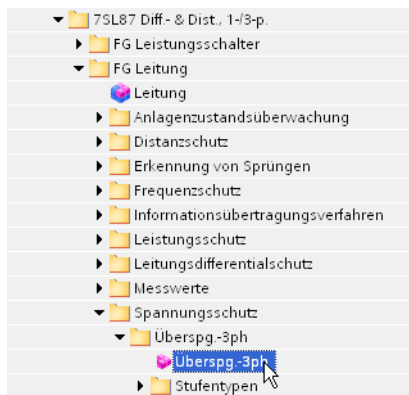 7SL87 Diff.- & Dist., 1-/3-p.
FG Leistungsschalter
FG Leitung
Leitung
Anlagenzustandsüberwachung
Distanzschutz
Erkennung von Sprüngen
Frequenzschutz
Informationsübertragungsverfahren
Leistungsschutz
Leitungsdifferentialschutz
Messwerte
Spannungsschutz
Überspg.-3ph
Überspg.-3ph
Stufentypen